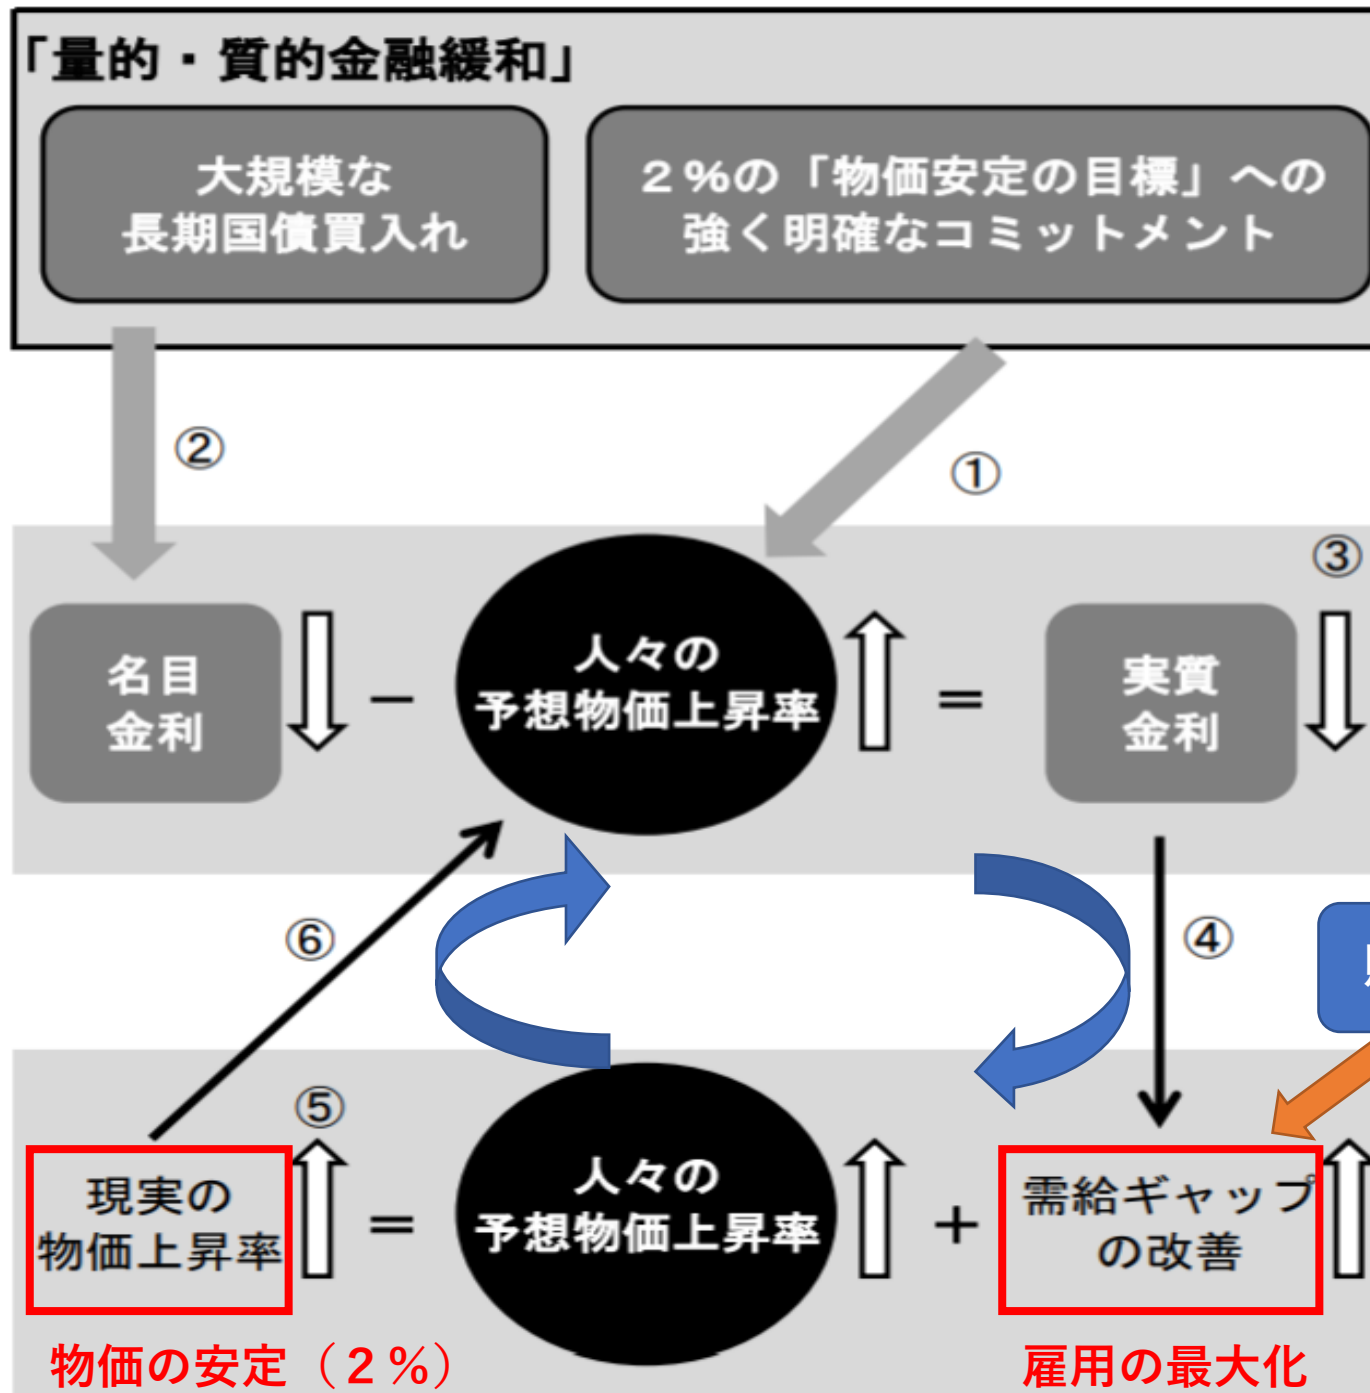 「量的・質的金融緩和」
大規模な
長期国債買入れ
２％の「物価安定の目標」への
強く明確なコミットメント
②
①
③
名目
金利
－
人々の
予想物価上昇率
＝
実質
金利
⑥
④
⑤
現実の
物価上昇率
＝
人々の
予想物価上昇率
＋
需給ギャップ
の改善
物価の安定（２％）
雇用の最大化